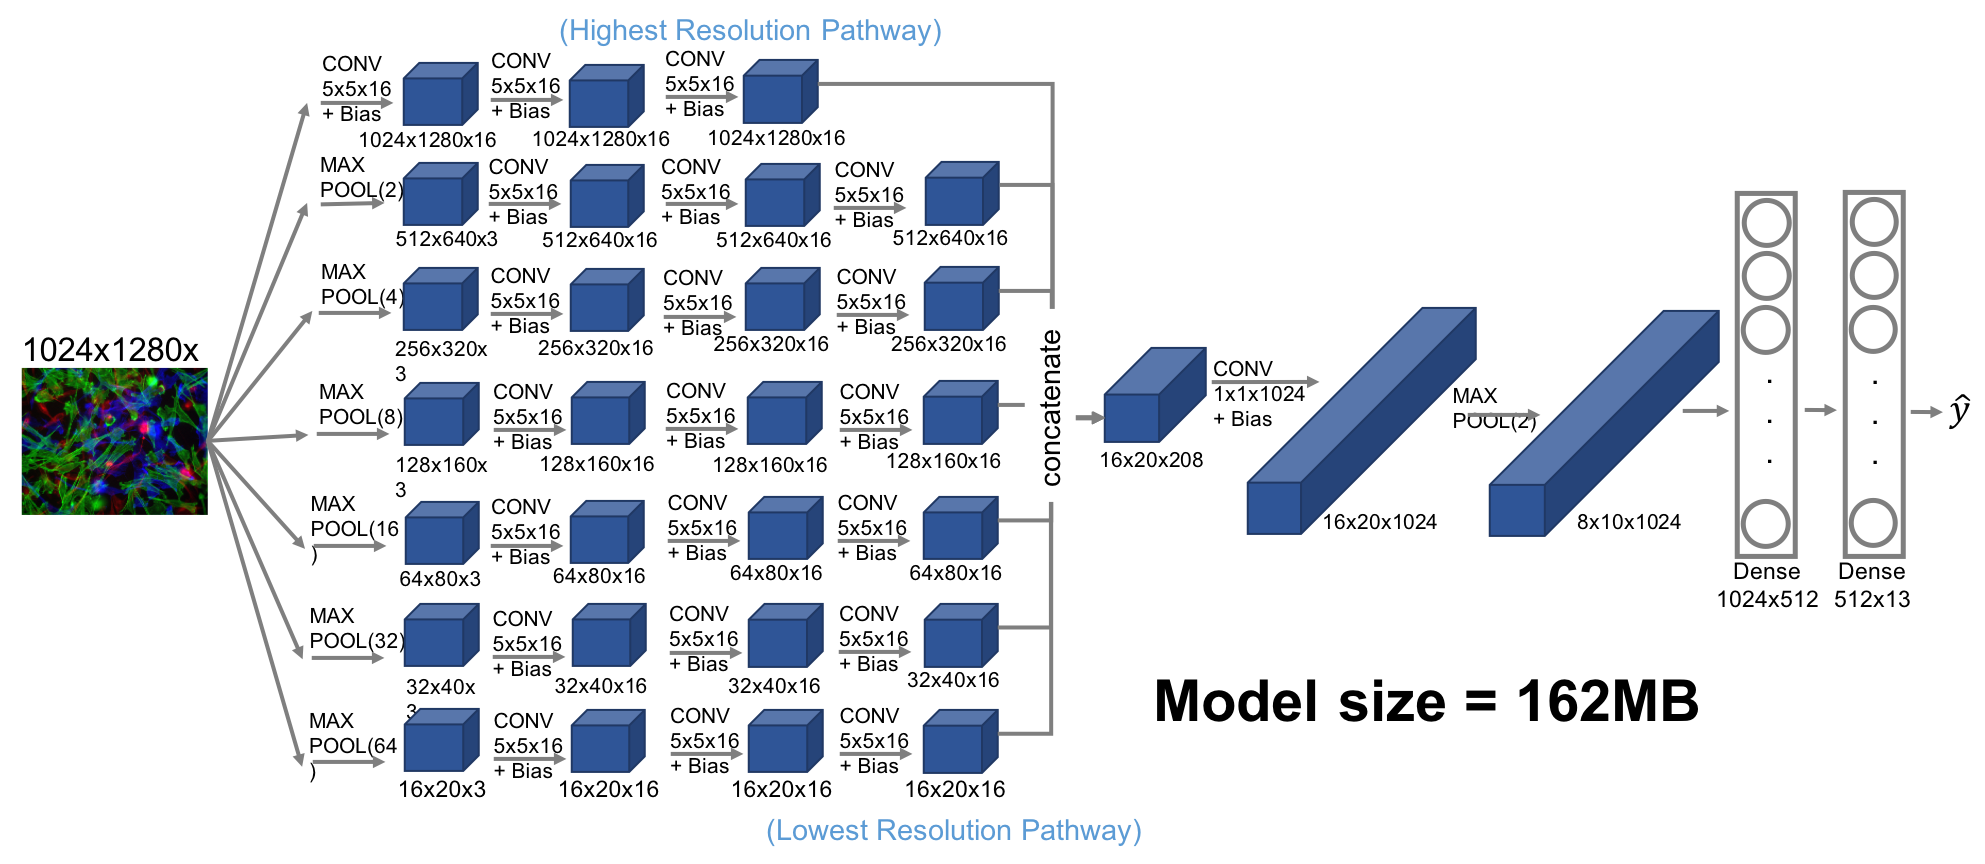 (Highest Resolution Pathway)
CONV
5x5x16
+ Bias
1024x1280x16
CONV
5x5x16
+ Bias
1024x1280x16
CONV
5x5x16
+ Bias
1024x1280x16
MAX
POOL(2)
512x640x3
CONV
5x5x16
+ Bias
512x640x16
CONV
5x5x16
+ Bias
512x640x16
CONV
5x5x16
+ Bias
512x640x16
MAX
POOL(4)
256x320x
3
CONV
5x5x16
+ Bias
256x320x16
CONV
5x5x16
+ Bias
256x320x16
CONV
5x5x16
+ Bias
256x320x16
1024x1280x
MAX
POOL(8)
128x160x
3
CONV
5x5x16
+ Bias
128x160x16
CONV
5x5x16
+ Bias
128x160x16
CONV
5x5x16
+ Bias
128x160x16
MAX
POOL(16
)
64x80x3
CONV
5x5x16
+ Bias
64x80x16
CONV
5x5x16
+ Bias
64x80x16
CONV
5x5x16
+ Bias
64x80x16
MAX
POOL(32)
32x40x
3
CONV
5x5x16
+ Bias
32x40x16
CONV
5x5x16
+ Bias
32x40x16
CONV
5x5x16
+ Bias
32x40x16
MAX
POOL(64
)
16x20x3
CONV
5x5x16
+ Bias
16x20x16
CONV
5x5x16
+ Bias
16x20x16
CONV
5x5x16
+ Bias
16x20x16
(Lowest Resolution Pathway)
concatenate
16x20x208
CONV
1x1x1024
+ Bias
16x20x1024
MAX
POOL(2)
8x10x1024
Dense
1024x512
Dense
512x13
ŷ
Model size = 162MB